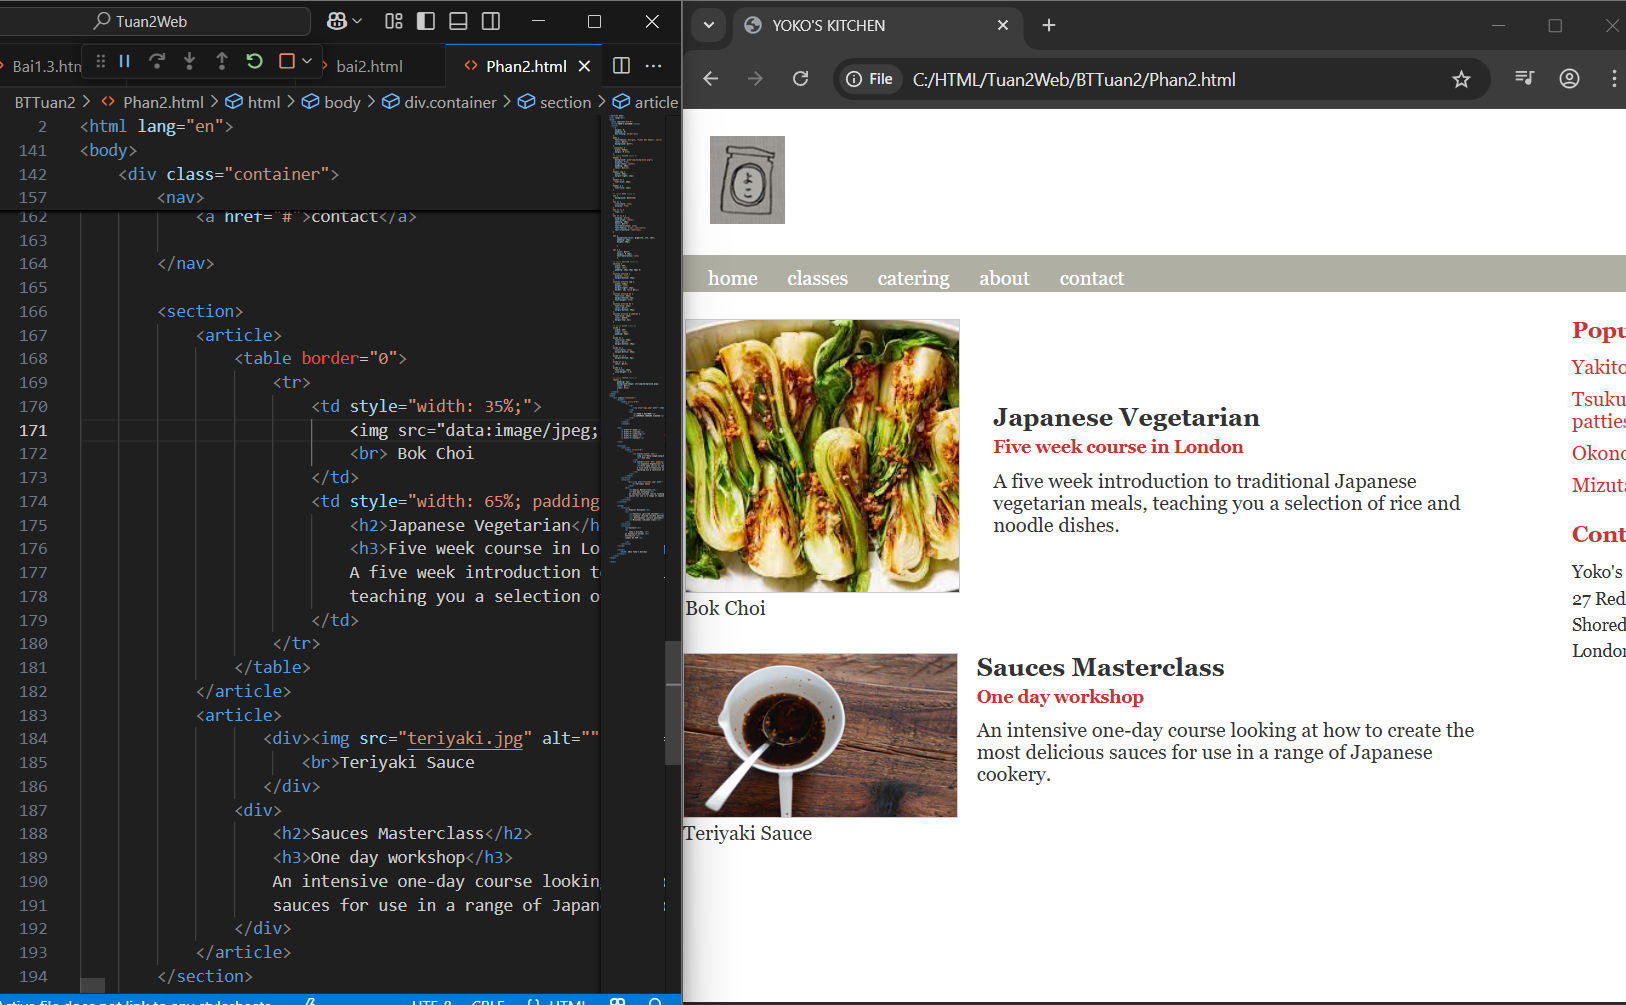 Tuan2Web
Bai1.3.htm
bai2.html
Phan2.html
BTTuan2 > Phan2.html > html > body > div.container > section > article
2 <html lang="en">
141 <body>
142 <div class="container">
157 <nav>
162 <a href="#">contact</a>
163
164 </nav>
165
166 <section>
167 <article>
168 <table border="0">
169 <tr>
170 <td style="width: 35%;">
171 <img src="data:image/jpeg;
172 <br> Bok Choi
173 </td>
174 <td style="width: 65%; padding
175 <h2>Japanese Vegetarian</h
176 <h3>Five week course in Lo
177 A five week introduction t
178 teaching you a selection o
179 </td>
180 </tr>
181 </table>
182 </article>
183 <article>
184 <div><img src="teriyaki.jpg" alt=""
185 <br>Teriyaki Sauce
186 </div>
187 <div>
188 <h2>Sauces Masterclass</h2>
189 <h3>One day workshop</h3>
190 An intensive one-day course lookin
191 sauces for use in a range of Japan
192 </div>
193 </article>
194 </section>
YOKO'S KITCHEN
File C:/HTML/Tuan2Web/BTTuan2/Phan2.html
よこ
home classes catering about contact
Bok Choi
Japanese Vegetarian
Five week course in London
A five week introduction to traditional Japanese
vegetarian meals, teaching you a selection of rice and
noodle dishes.
Teriyaki Sauce
Sauces Masterclass
One day workshop
An intensive one-day course looking at how to create the
most delicious sauces for use in a range of Japanese
cookery.
Popu
Yakito
Tsuku
patties
Okono
Mizuta
Cont
Yoko's
27 Red
Shored
London